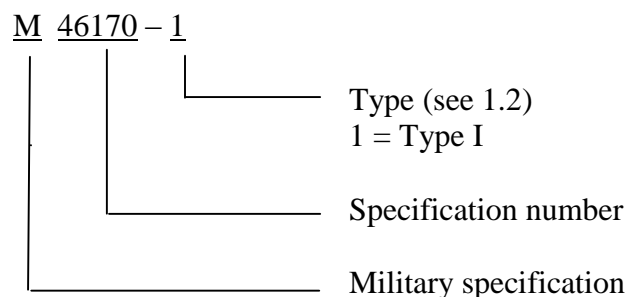 M 46170 – 1
Type (see 1.2)
1 = Type I
Specification number
Military specification